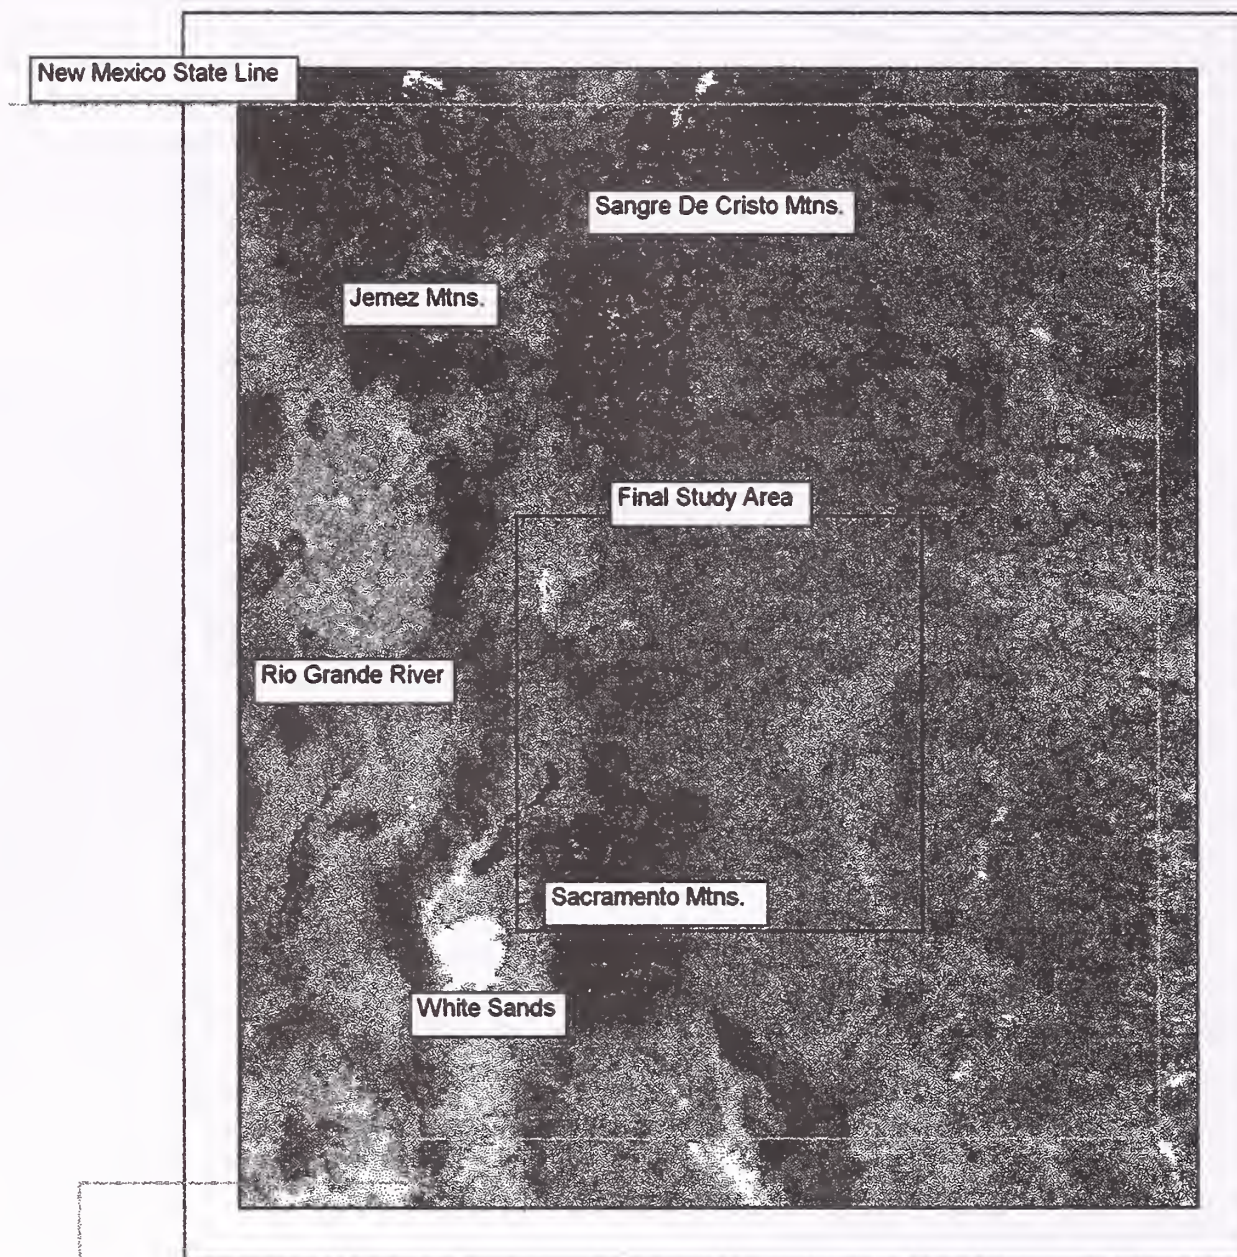 New Mexico State Line
Sangre De Cristo Mtns.
Jemez Mtns.
Final Study Area
Rio Grande River
Sacramento Mtns.
White Sands